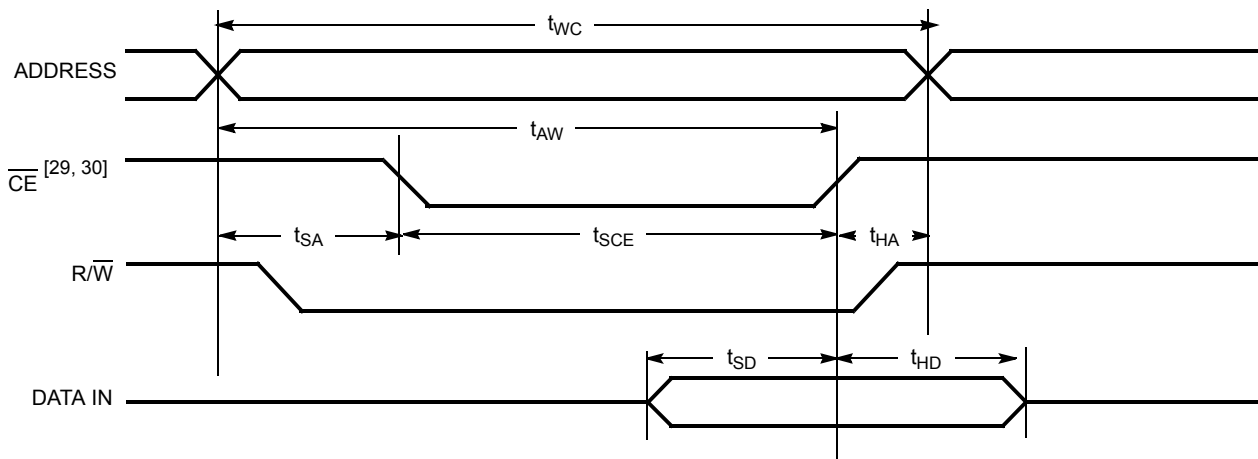 tWC
ADDRESS
tAW
CE [29, 30]
tSA tSCE tHA
R/W
tSD tHD
DATA IN